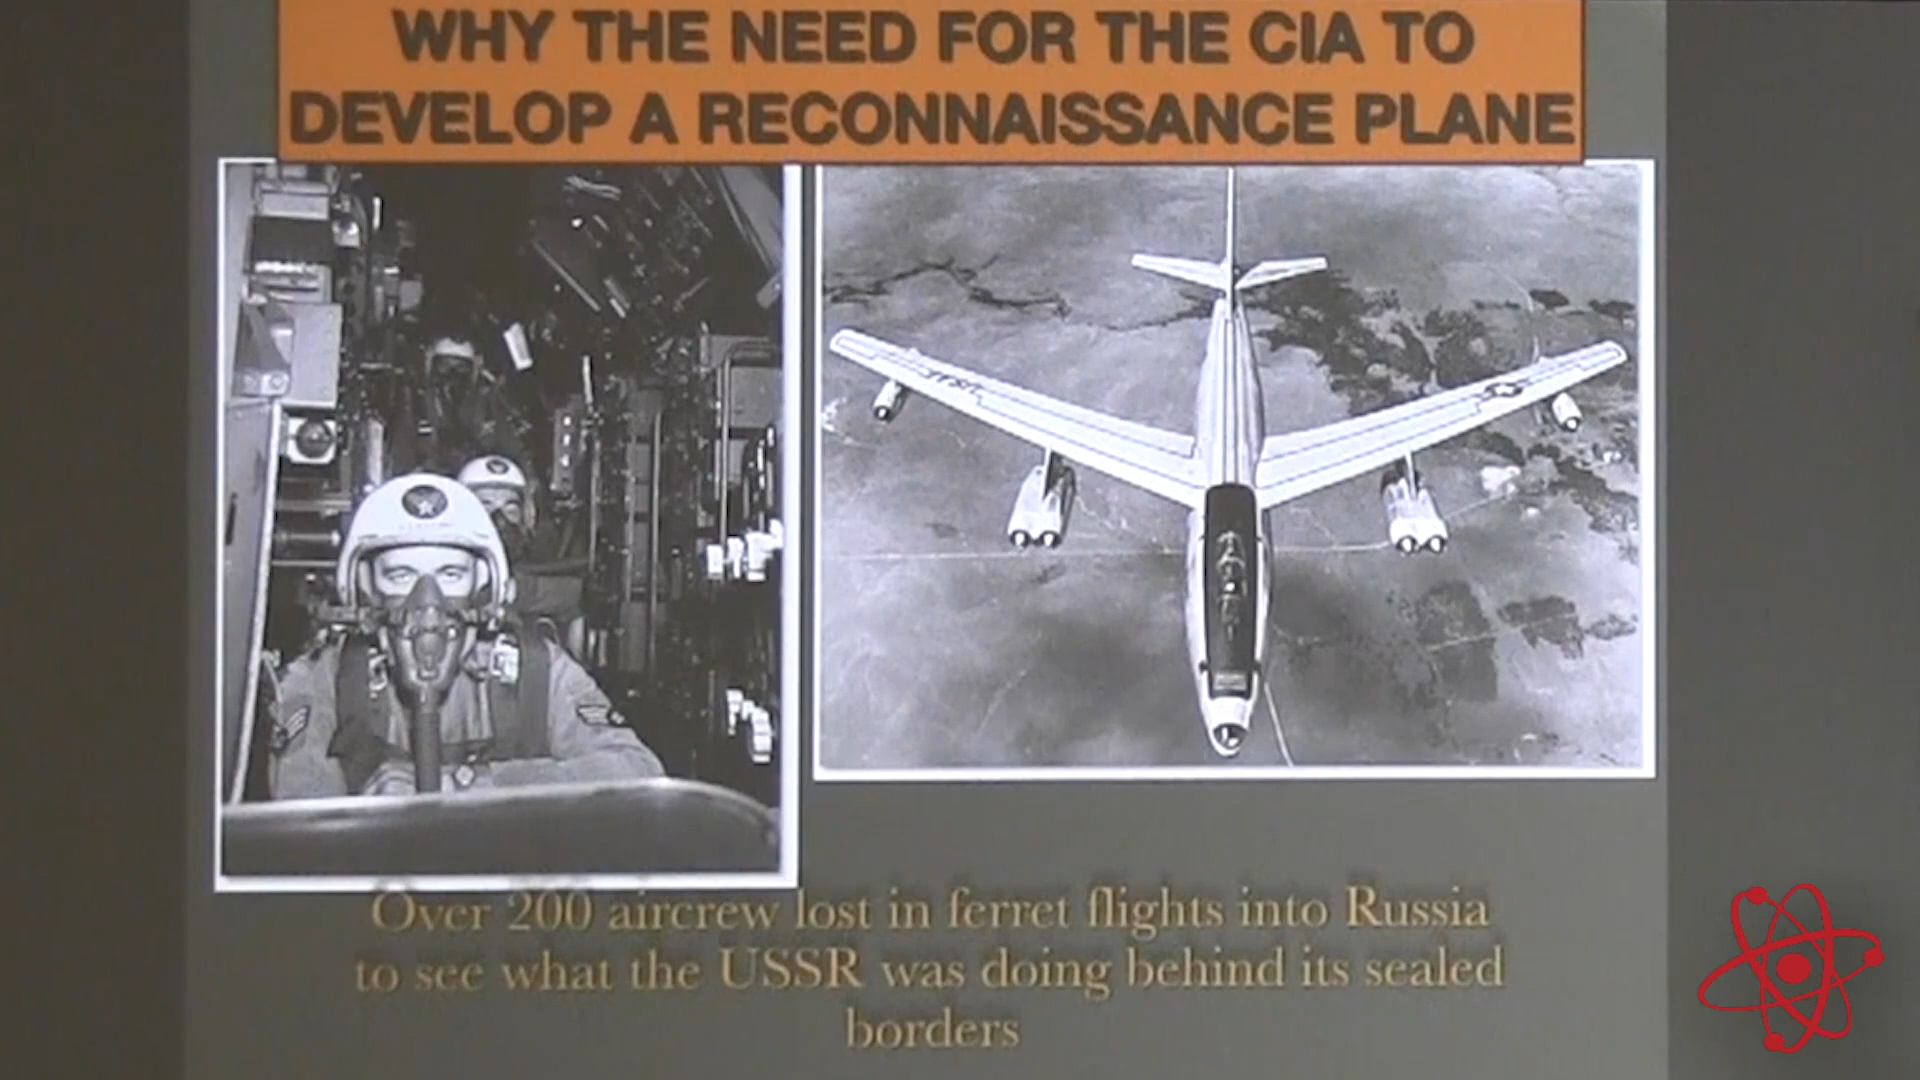 WHY THE NEED FOR THE CIA TO
DEVELOP A RECONNAISSANCE PLANE
Over 200 aircrew lost in ferret flights into Russia
to see what the USSR was doing behind its sealed
borders